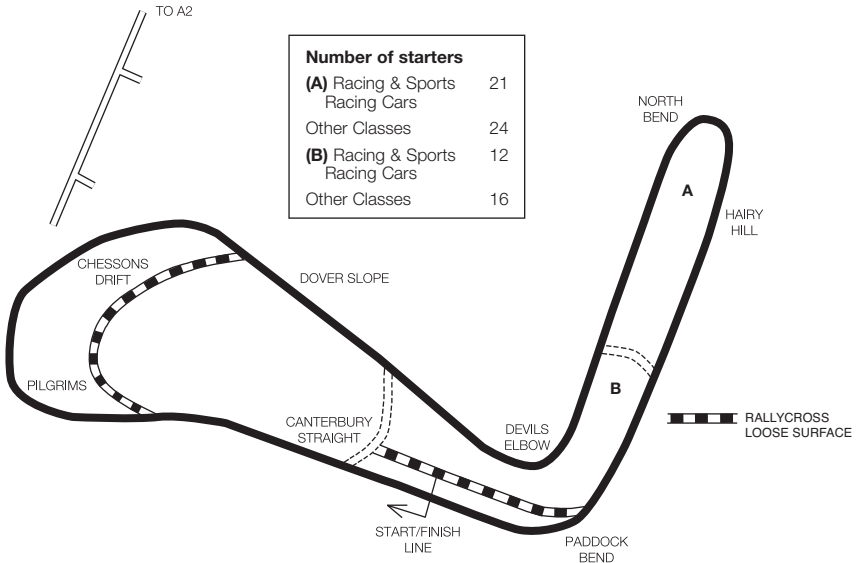 TO A2
Number of starters
(A) Racing & Sports 21
Racing Cars
Other Classes 24
(B) Racing & Sports 12
Racing Cars
Other Classes 16
NORTH
BEND
A
HAIRY
HILL
CHESSONS
DRIFT
DOVER SLOPE
PILGRIMS
B
CANTERBURY
STRAIGHT
DEVILS
ELBOW
RALLYCROSS
LOOSE SURFACE
START/FINISH
LINE
PADDOCK
BEND